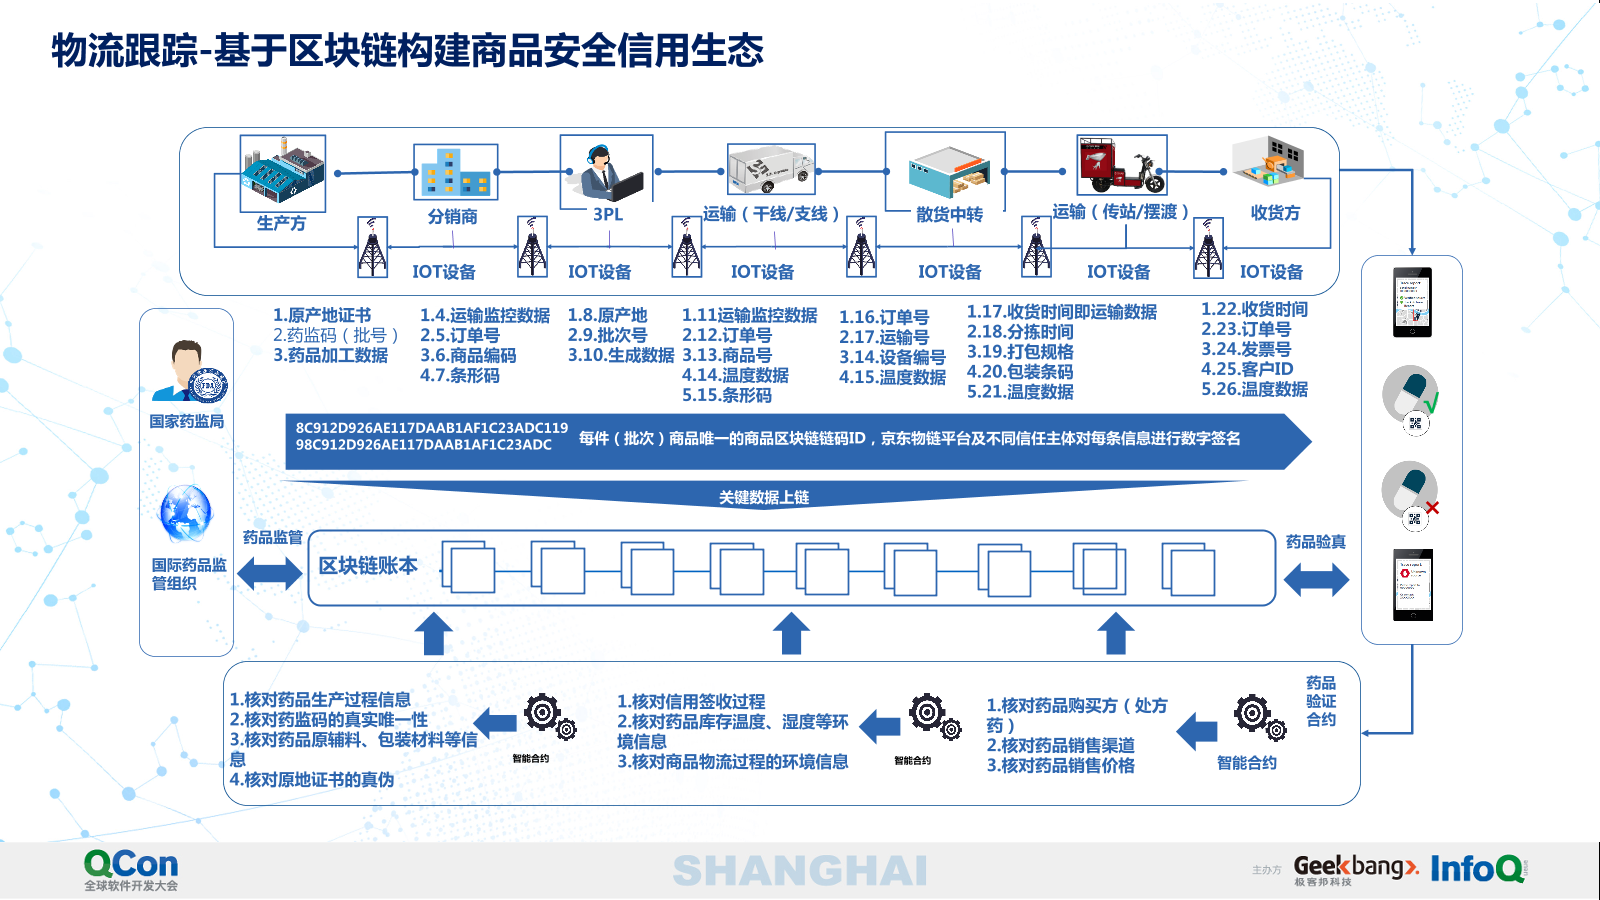 物流跟踪-基于区块链构建商品安全信用生态
生产方
分销商
3PL
运输（干线/支线）
散货中转
运输（传站/摆渡）
收货方
IOT设备
IOT设备
IOT设备
IOT设备
IOT设备
IOT设备
1.原产地证书
2.药监码（批号）
3.药品加工数据
1.4.运输监控数据
2.5.订单号
3.6.商品编码
4.7.条形码
1.8.原产地
2.9.批次号
3.10.生成数据
1.11运输监控数据
2.12.订单号
3.13.商品号
4.14.温度数据
5.15.条形码
1.16.订单号
2.17.运输号
3.14.设备编号
4.15.温度数据
1.17.收货时间即运输数据
2.18.分拣时间
3.19.打包规格
4.20.包装条码
5.21.温度数据
1.22.收货时间
2.23.订单号
3.24.发票号
4.25.客户ID
5.26.温度数据
FDA
国家药监局
国际药品监
管组织
8C912D926AE117DAAB1AF1C23ADC119
98C912D926AE117DAAB1AF1C23ADC
每件（批次）商品唯一的商品区块链链码ID，京东物链平台及不同信任主体对每条信息进行数字签名
关键数据上链
药品监管
区块链账本
药品验真
1.核对药品生产过程信息
2.核对药监码的真实唯一性
3.核对药品原辅料、包装材料等信
息
4.核对原地证书的真伪
智能合约
1.核对信用签收过程
2.核对药品库存温度、湿度等环
境信息
3.核对商品物流过程的环境信息
智能合约
1.核对药品购买方（处方
药）
2.核对药品销售渠道
3.核对药品销售价格
智能合约
药品
验证
合约
QCon
全球软件开发大会
SHANGHAI
主办方
Geekbang>.
极客邦科技
InfoQ